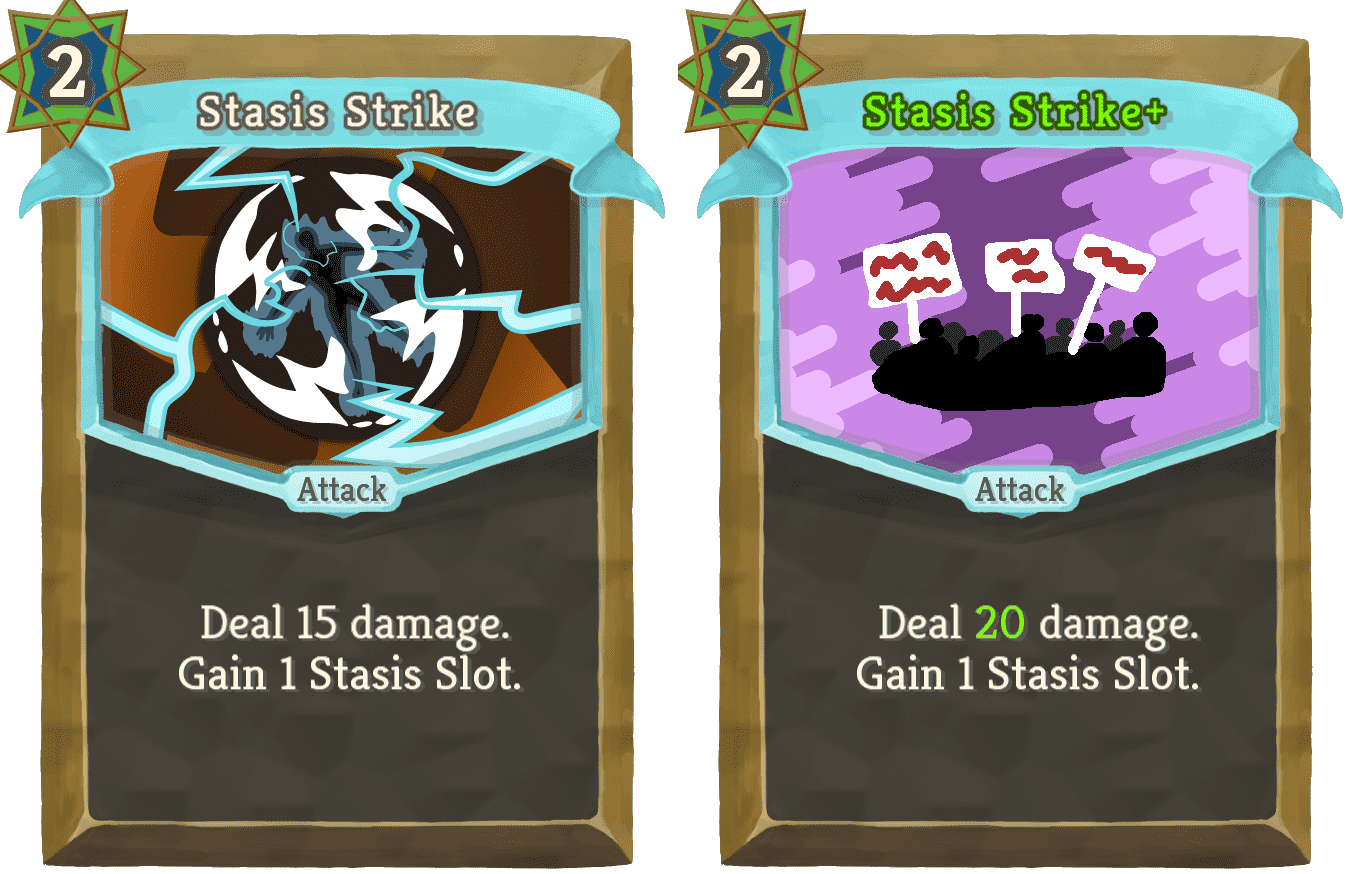 2
Stasis Strike
Attack
Deal 15 damage.
Gain 1 Stasis Slot.
2
Stasis Strike+
Attack
Deal 20 damage.
Gain 1 Stasis Slot.